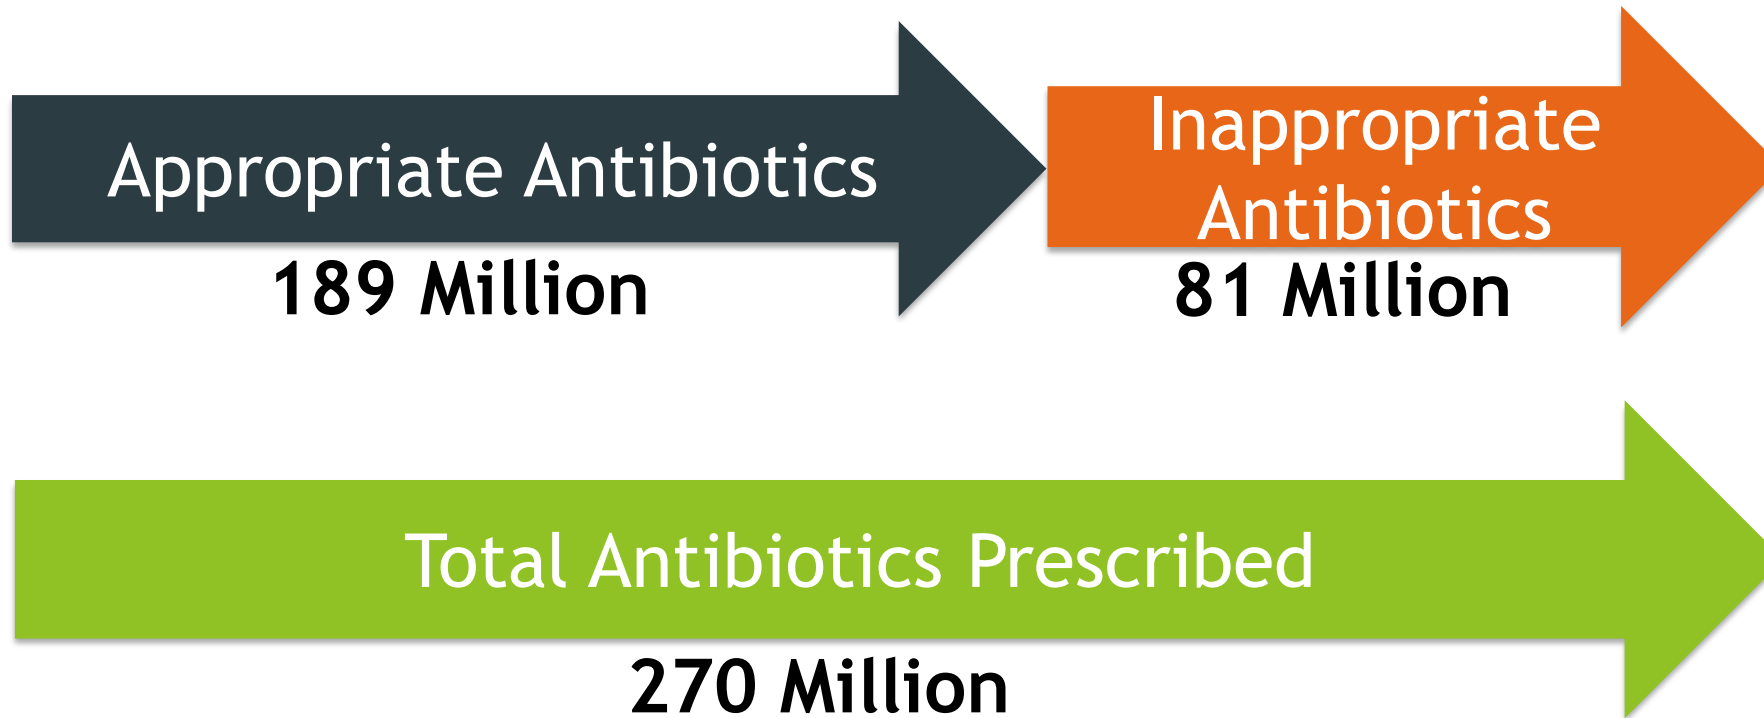 Appropriate Antibiotics
189 Million
Inappropriate
Antibiotics
81 Million
Total Antibiotics Prescribed
270 Million